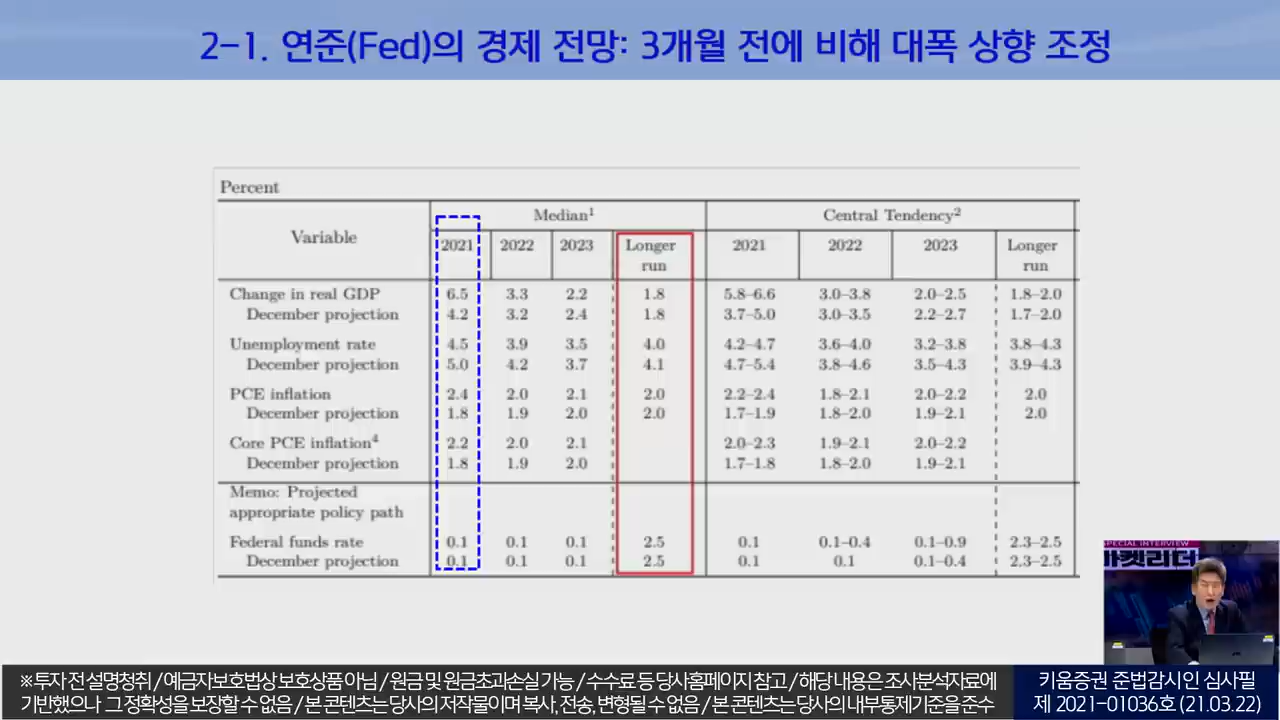 2-1. 연준(Fed)의 경제 전망: 3개월 전에 비해 대폭 상향 조정
Percent
Variable Median1 Central Tendency2
2021 2022 2023 Longer run 2021 2022 2023 Longer run
Change in real GDP 6.5 3.3 2.2 1.8 5.8–6.6 3.0–3.8 2.0–2.5 1.8–2.0
December projection 4.2 3.2 2.4 1.8 3.7–5.0 3.0–3.5 2.2–2.7 1.7–2.0
Unemployment rate 4.5 3.9 3.5 4.0 4.2–4.7 3.6–4.0 3.2–3.8 3.8–4.3
December projection 5.0 4.2 3.7 4.1 4.7–5.4 3.8–4.6 3.5–4.3 3.9–4.3
PCE inflation 2.4 2.0 2.1 2.0 2.2–2.4 1.8–2.1 2.0–2.2 2.0
December projection 1.8 1.9 2.0 2.0 1.7–1.9 1.8–2.0 1.9–2.1 2.0
Core PCE inflation4 2.2 2.0 2.1 2.0–2.3 1.9–2.1 2.0–2.2
December projection 1.8 1.9 2.0 1.7–1.8 1.8–2.0 1.9–2.1
Memo: Projected
appropriate policy path
Federal funds rate 0.1 0.1 0.1 2.5 0.1 0.1–0.4 0.1–0.9 2.3–2.5
December projection 0.1 0.1 0.1 2.5 0.1 0.1 0.1–0.4 2.3–2.5
SPECIAL INTERVIEW
마켓리더
※ 투자 전 설명청취 / 예금자보호법상 보호상품 아님 / 원금 및 원금초과손실 가능 / 수수료 등 당사홈페이지 참고 / 해당 내용은 조사분석자료에
기반했으나 그 정확성을 보장할 수 없음 / 본 콘텐츠는 당사의 저작물이며 복사, 전송, 변형될 수 없음 / 본 콘텐츠는 당사의 내부통제기준을 준수
키움증권 준법감시인 심사필
제 2021-01036호 (21.03.22)